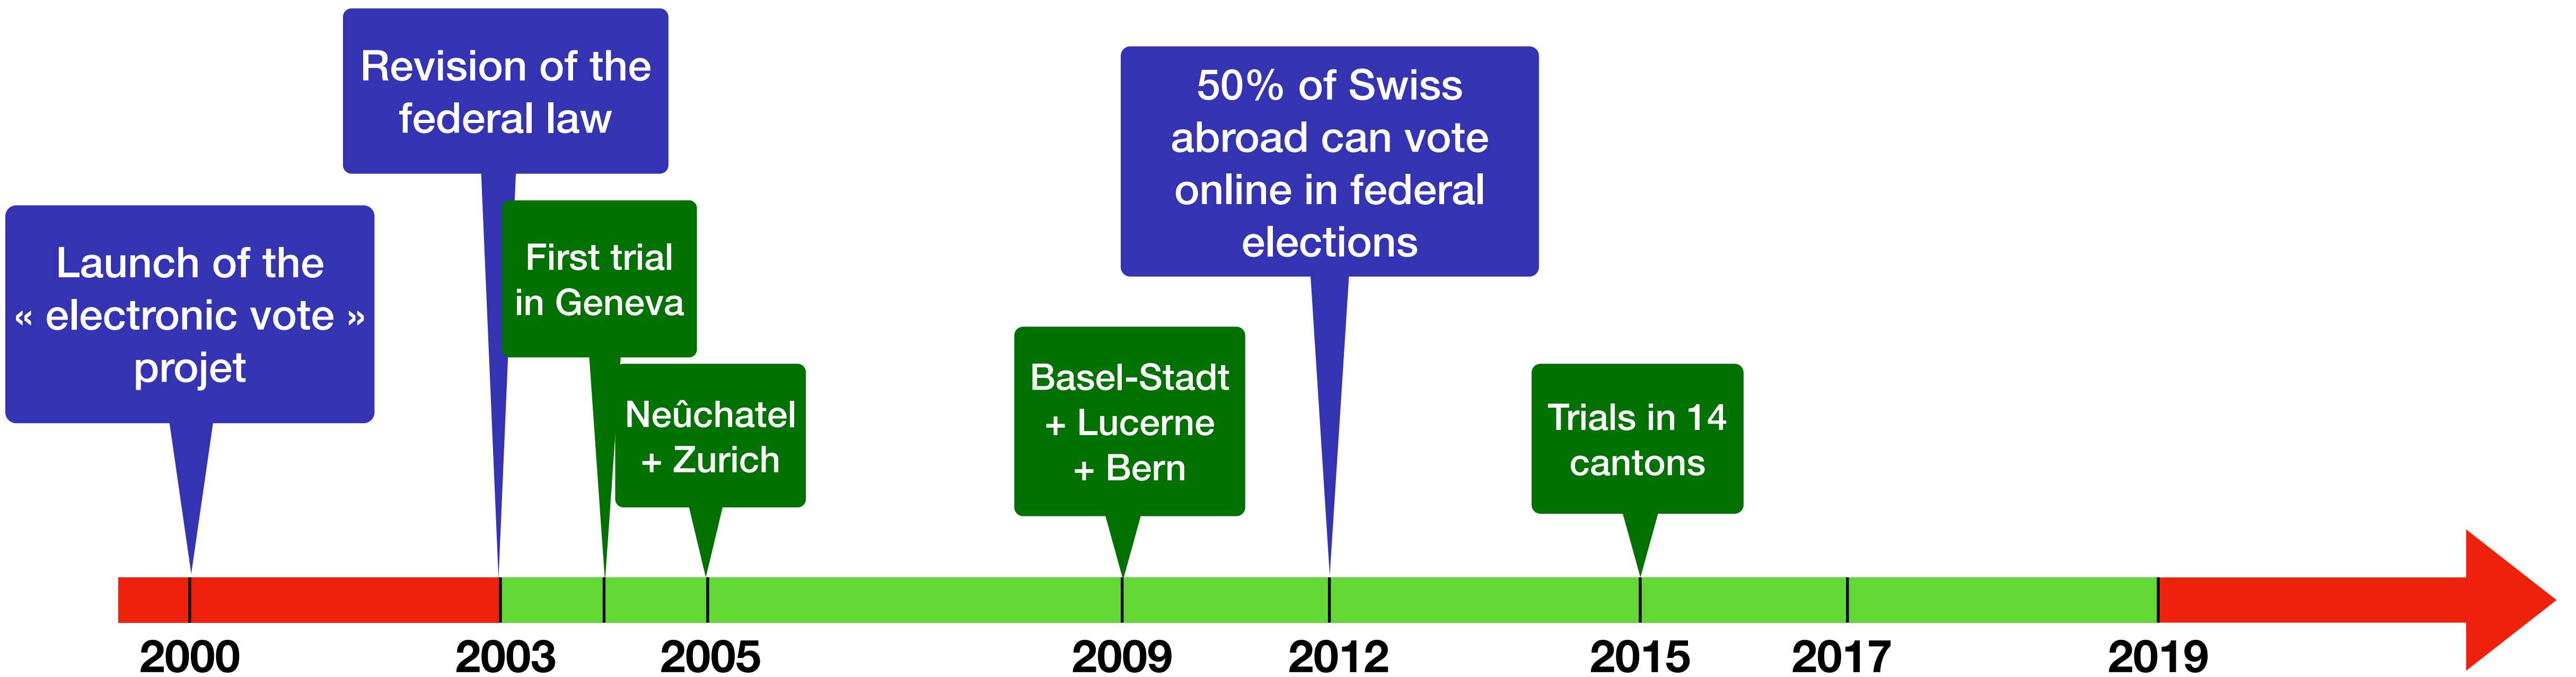 Revision of the
federal law
50% of Swiss
abroad can vote
online in federal
elections
Launch of the
« electronic vote »
projet
First trial
in Geneva
Neûchatel
+ Zurich
Basel-Stadt
+ Lucerne
+ Bern
Trials in 14
cantons
2000 2003 2005 2009 2012 2015 2017 2019